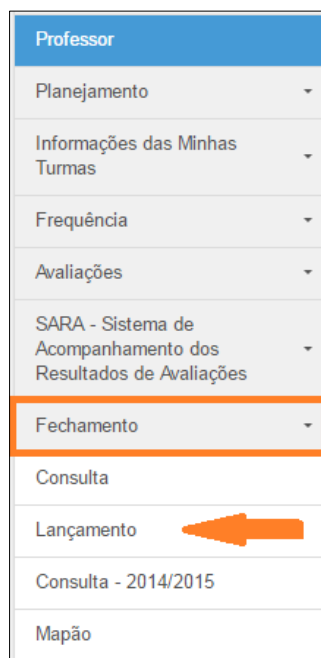 Professor
Planejamento
Informações das Minhas
Turmas
Frequência
Avaliações
SARA - Sistema de
Acompanhamento dos
Resultados de Avaliações
Fechamento
Consulta
Lançamento
Consulta - 2014/2015
Mapão